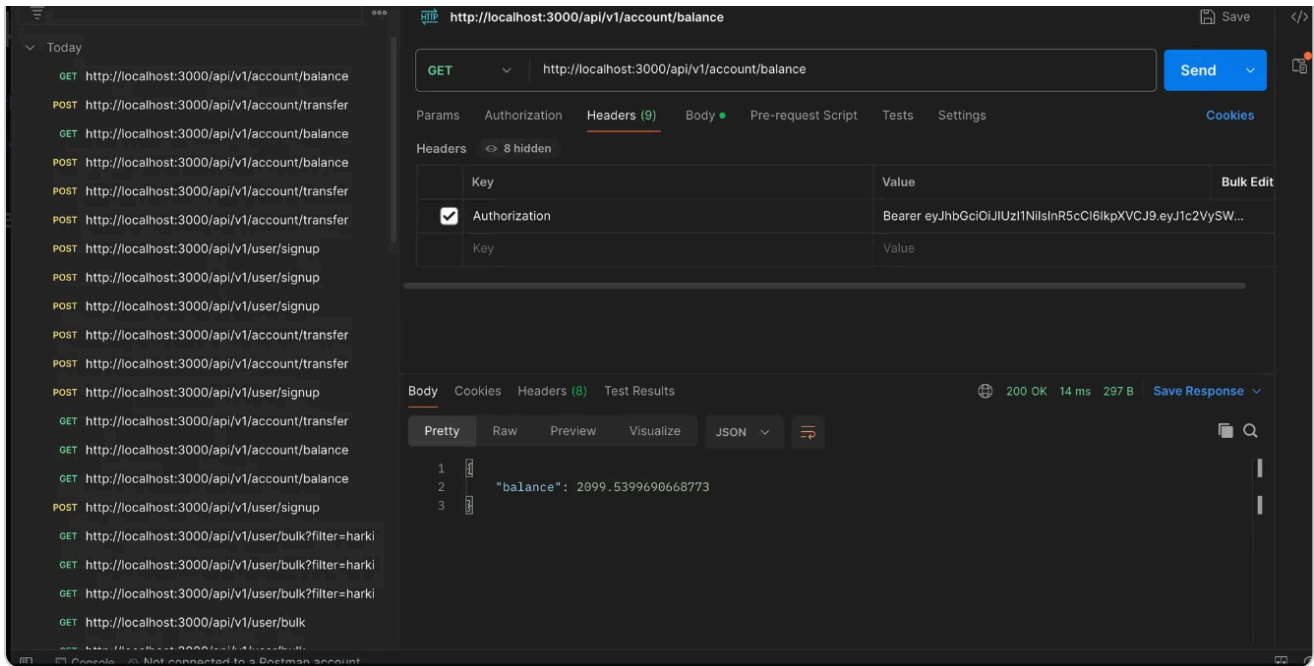 Today
GET http://localhost:3000/api/v1/account/balance
POST http://localhost:3000/api/v1/account/transfer
GET http://localhost:3000/api/v1/account/balance
POST http://localhost:3000/api/v1/account/balance
POST http://localhost:3000/api/v1/account/transfer
POST http://localhost:3000/api/v1/account/transfer
POST http://localhost:3000/api/v1/user/signup
POST http://localhost:3000/api/v1/user/signup
POST http://localhost:3000/api/v1/user/signup
POST http://localhost:3000/api/v1/account/transfer
POST http://localhost:3000/api/v1/account/transfer
POST http://localhost:3000/api/v1/user/signup
GET http://localhost:3000/api/v1/account/transfer
GET http://localhost:3000/api/v1/account/balance
GET http://localhost:3000/api/v1/account/balance
POST http://localhost:3000/api/v1/user/signup
GET http://localhost:3000/api/v1/user/bulk?filter=harki
GET http://localhost:3000/api/v1/user/bulk?filter=harki
GET http://localhost:3000/api/v1/user/bulk?filter=harki
GET http://localhost:3000/api/v1/user/bulk
Console Not connected to a Postman account
HTTP http://localhost:3000/api/v1/account/balance Save </>
GET http://localhost:3000/api/v1/account/balance Send
Params Authorization Headers (9) Body Pre-request Script Tests Settings Cookies
Headers 8 hidden
Key Value Bulk Edit
Authorization Bearer eyJhbGciOiJIUzI1NiIsInR5cCI6IkpXVCJ9.eyJ1c2VySW...
Key Value
Body Cookies Headers (8) Test Results 200 OK 14 ms 297 B Save Response
Pretty Raw Preview Visualize JSON
1 {
2 "balance": 2099.5399690668773
3 }